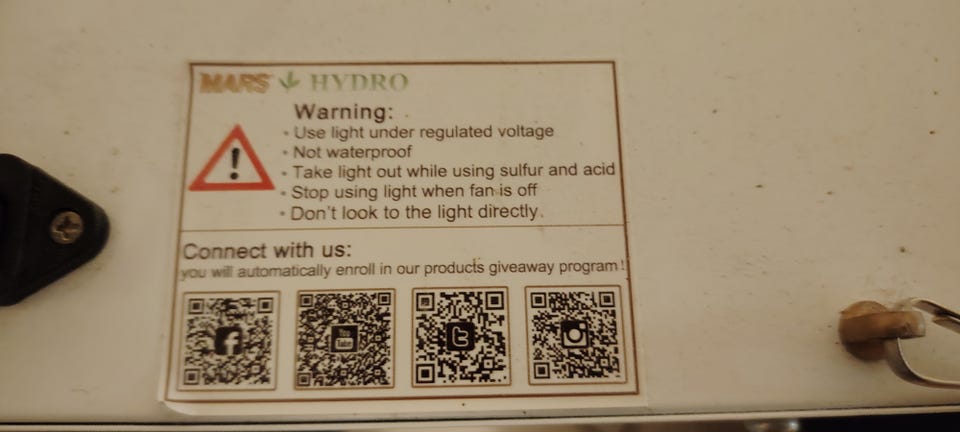 MARS HYDRO
Warning:
• Use light under regulated voltage
• Not waterproof
• Take light out while using sulfur and acid
• Stop using light when fan is off
• Don't look to the light directly.
Connect with us:
you will automatically enroll in our products giveaway program!
f You Tube t